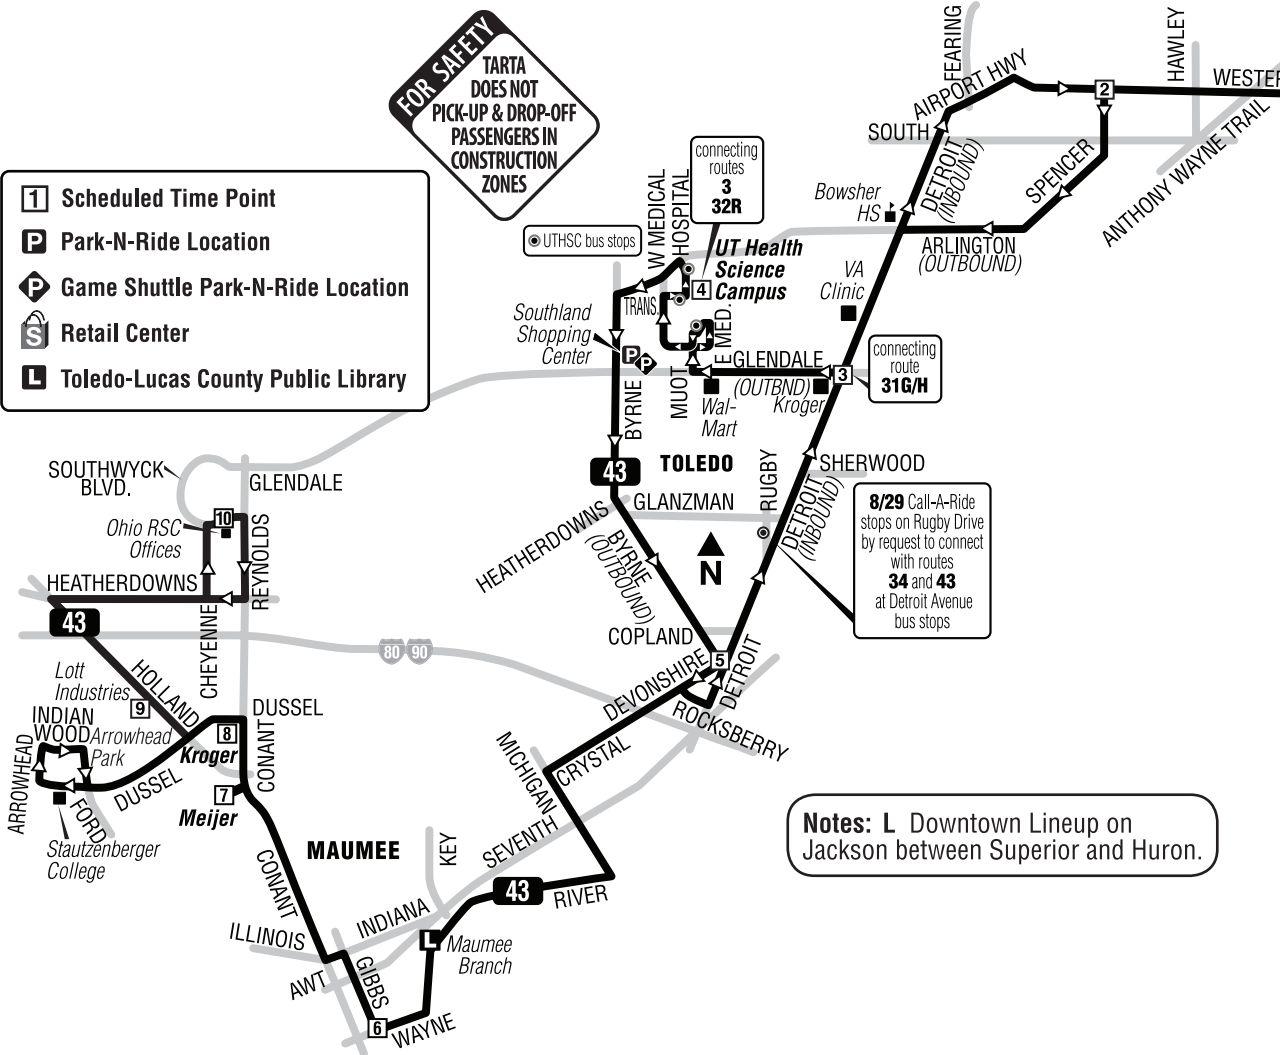 FOR SAFETY
TARTA
DOES NOT
PICK-UP & DROP-OFF
PASSENGERS IN
CONSTRUCTION
ZONES
1 Scheduled Time Point
P Park-N-Ride Location
P Game Shuttle Park-N-Ride Location
S Retail Center
L Toledo-Lucas County Public Library
FEARING
HAWLEY
AIRPORT HWY
2
WESTER
SOUTH
DETROIT
(INBOUND)
SPENCER
ANTHONY WAYNE TRAIL
connecting
routes
3
32R
Bowsher
HS
ARLINGTON
(OUTBOUND)
UTHSC bus stops
W MEDICAL
HOSPITAL
UT Health
Science
Campus
4
TRANS.
VA
Clinic
Southland
Shopping
Center
P
P
E MED.
GLENDALE
(OUTBND)
3
connecting
route
31G/H
MUOT
Wal-
Mart
Kroger
BYRNE
43
TOLEDO
RUGBY
SHERWOOD
GLANZMAN
DETROIT
(INBOUND)
8/29 Call-A-Ride
stops on Rugby Drive
by request to connect
with routes
34 and 43
at Detroit Avenue
bus stops
HEATHERDOWNS
BYRNE
(OUTBOUND)
N
COPLAND
5
DETROIT
DEVONSHIRE
ROCKSBERRY
SOUTHWYCK
BLVD.
GLENDALE
10
Ohio RSC
Offices
REYNOLDS
HEATHERDOWNS
43
CHEYENNE
80 90
Lott
Industries
9
HOLLAND
DUSSEL
INDIAN
WOOD
Arrowhead
Park
8
Kroger
CONANT
ARROWHEAD
DUSSEL
7
Meijer
FORD
Stautzenberger
College
MICHIGAN
CRYSTAL
SEVENTH
KEY
MAUMEE
43
RIVER
CONANT
INDIANA
ILLINOIS
L
Maumee
Branch
AWT
GIBBS
6
WAYNE
Notes: L Downtown Lineup on
Jackson between Superior and Huron.